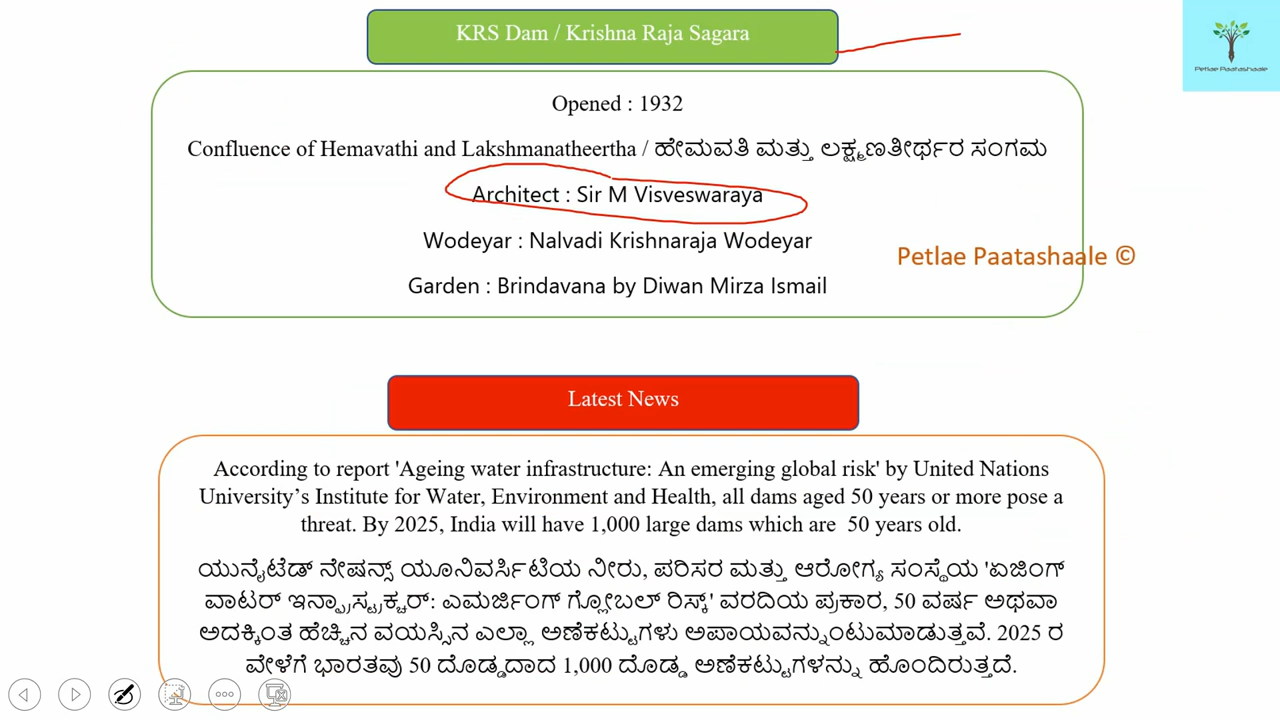 KRS Dam / Krishna Raja Sagara
Petlae Paatashaale
Opened : 1932
Confluence of Hemavathi and Lakshmanatheertha / ಹೇಮವತಿ ಮತ್ತು ಲಕ್ಷ್ಮಣತೀರ್ಥರ ಸಂಗಮ
Architect : Sir M Visveswaraya
Wodeyar : Nalvadi Krishnaraja Wodeyar
Petlae Paatashaale ©
Garden : Brindavana by Diwan Mirza Ismail
Latest News
According to report 'Ageing water infrastructure: An emerging global risk' by United Nations
University’s Institute for Water, Environment and Health, all dams aged 50 years or more pose a
threat. By 2025, India will have 1,000 large dams which are  50 years old.
ಯುನೈಟೆಡ್ ನೇಷನ್ಸ್ ಯೂನಿವರ್ಸಿಟಿಯ ನೀರು, ಪರಿಸರ ಮತ್ತು ಆರೋಗ್ಯ ಸಂಸ್ಥೆಯ 'ಏಜಿಂಗ್
ವಾಟರ್ ಇನ್ಫ್ರಾಸ್ಟ್ರಕ್ಚರ್: ಎಮರ್ಜಿಂಗ್ ಗ್ಲೋಬಲ್ ರಿಸ್ಕ್' ವರದಿಯ ಪ್ರಕಾರ, 50 ವರ್ಷ ಅಥವಾ
ಅದಕ್ಕಿಂತ ಹೆಚ್ಚಿನ ವಯಸ್ಸಿನ ಎಲ್ಲಾ ಅಣೆಕಟ್ಟುಗಳು ಅಪಾಯವನ್ನುಂಟುಮಾಡುತ್ತವೆ. 2025 ರ
ವೇಳೆಗೆ ಭಾರತವು 50 ದೊಡ್ಡದಾದ 1,000 ದೊಡ್ಡ ಅಣೆಕಟ್ಟುಗಳನ್ನು ಹೊಂದಿರುತ್ತದೆ.